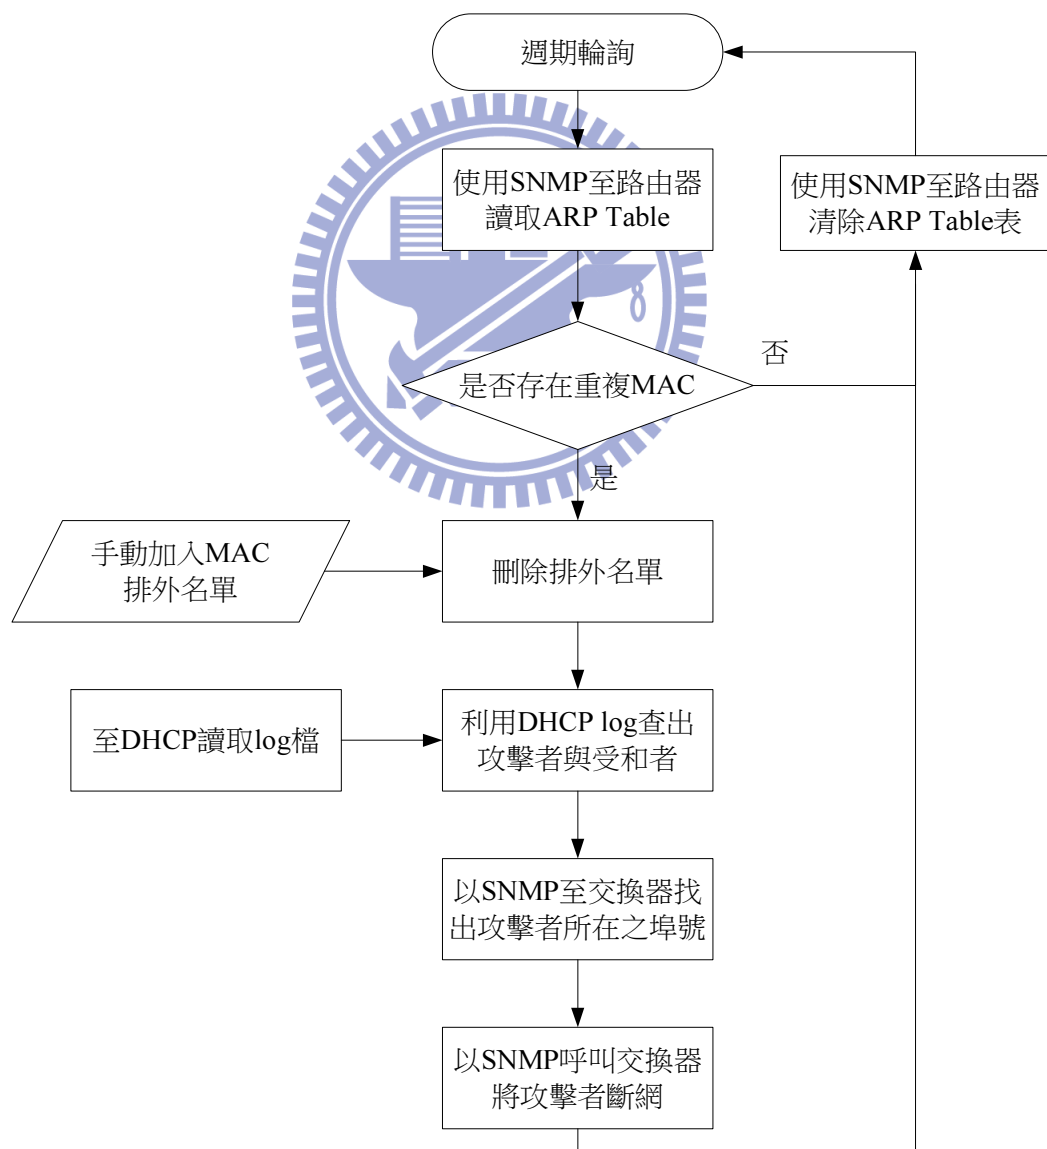 週期輪詢
使用SNMP至路由器
讀取ARP Table
使用SNMP至路由器
清除ARP Table表
是否存在重複MAC
否
是
手動加入MAC
排外名單
刪除排外名單
至DHCP讀取log檔
利用DHCP log查出
攻擊者與受和者
以SNMP至交換器找
出攻擊者所在之埠號
以SNMP呼叫交換器
將攻擊者斷網